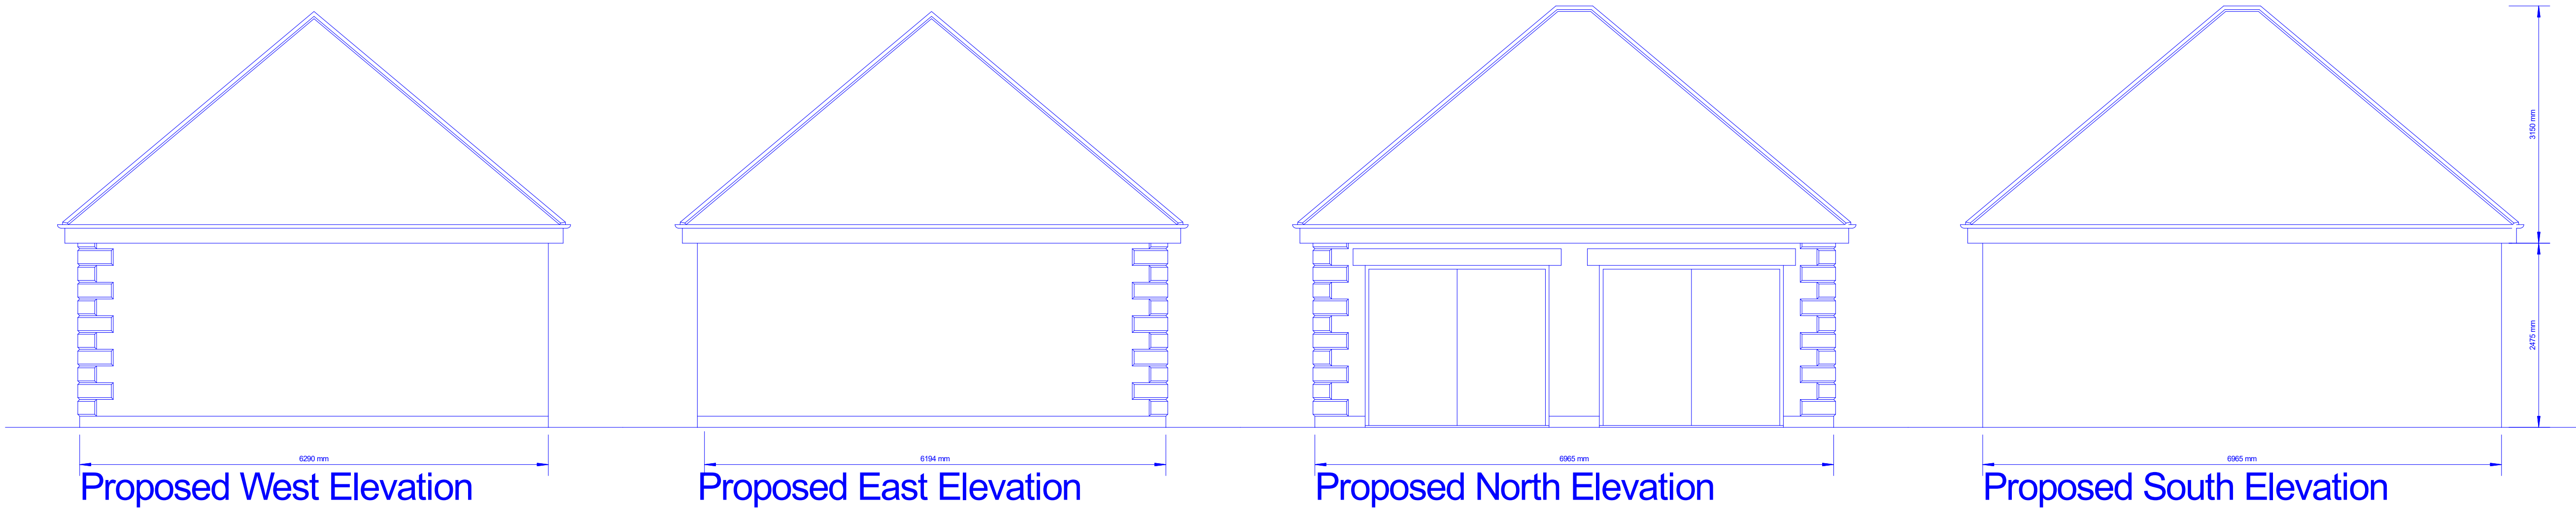 3150 mm
2475 mm
6290 mm
6194 mm
6965 mm
6965 mm
Proposed West Elevation
Proposed East Elevation
Proposed North Elevation
Proposed South Elevation